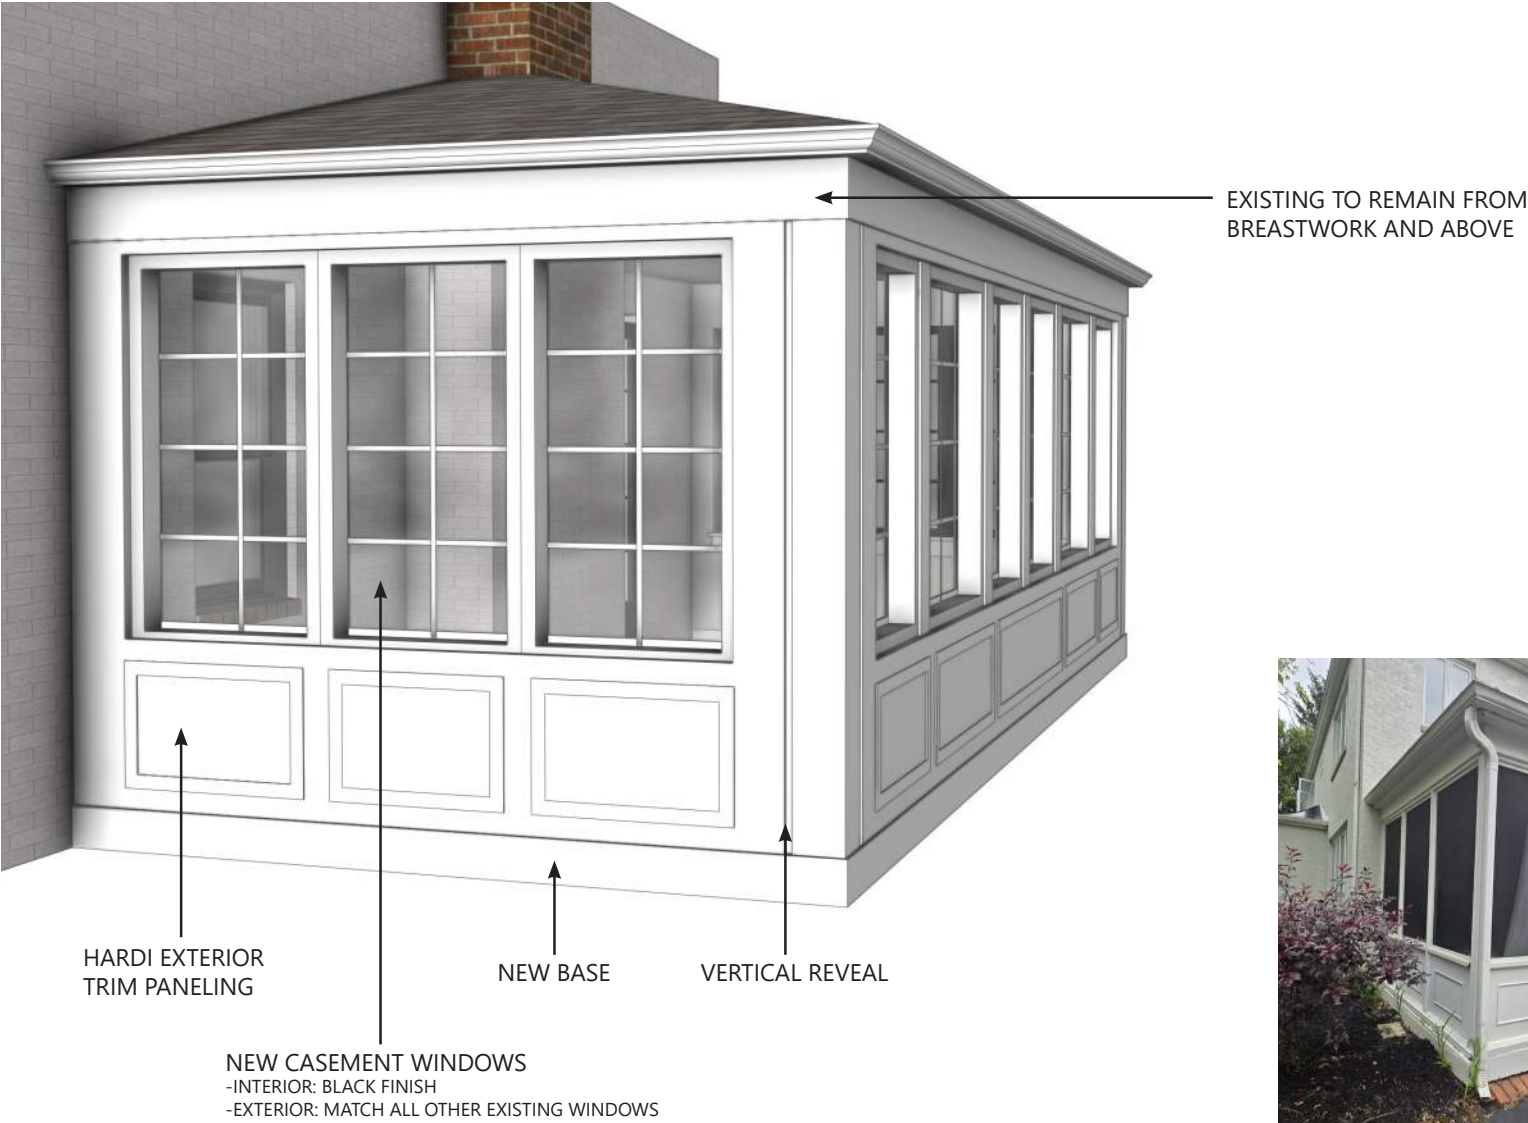 EXISTING TO REMAIN FROM
BREASTWORK AND ABOVE
HARDI EXTERIOR
TRIM PANELING
NEW BASE
VERTICAL REVEAL
NEW CASEMENT WINDOWS
-INTERIOR: BLACK FINISH
-EXTERIOR: MATCH ALL OTHER EXISTING WINDOWS